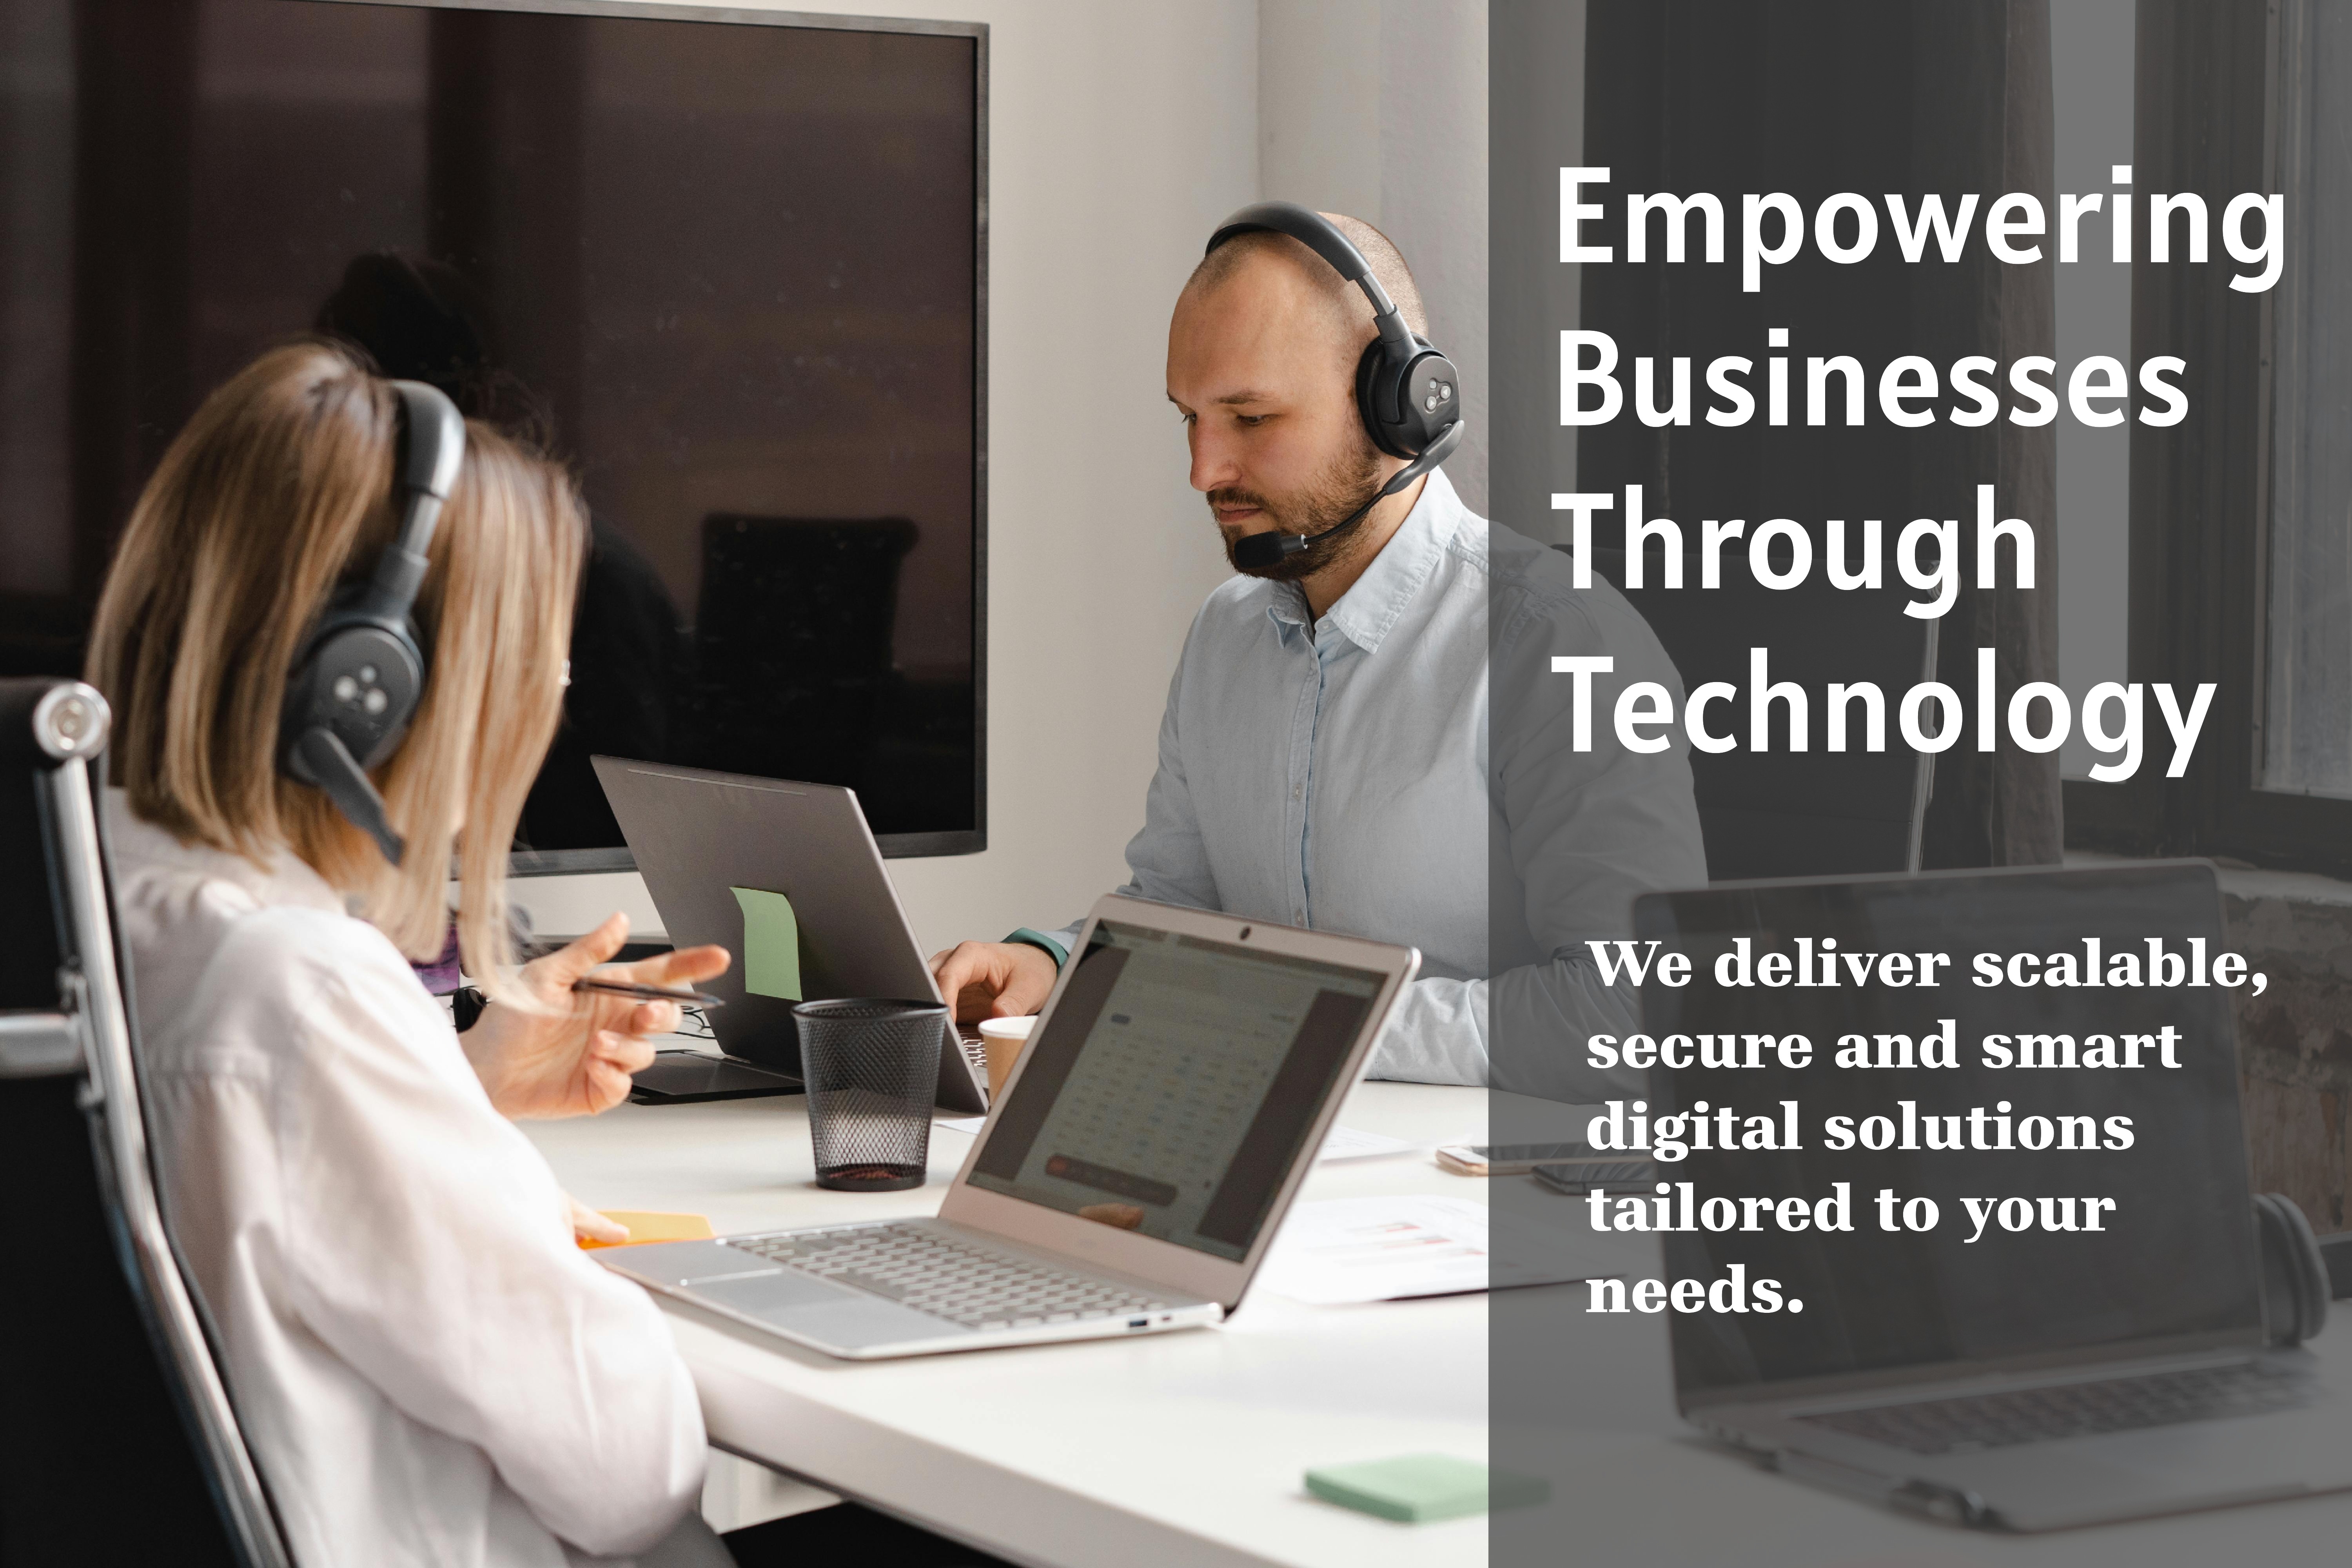 Empowering
Businesses
Through
Technology
We deliver scalable,
secure and smart
digital solutions
tailored to your
needs.